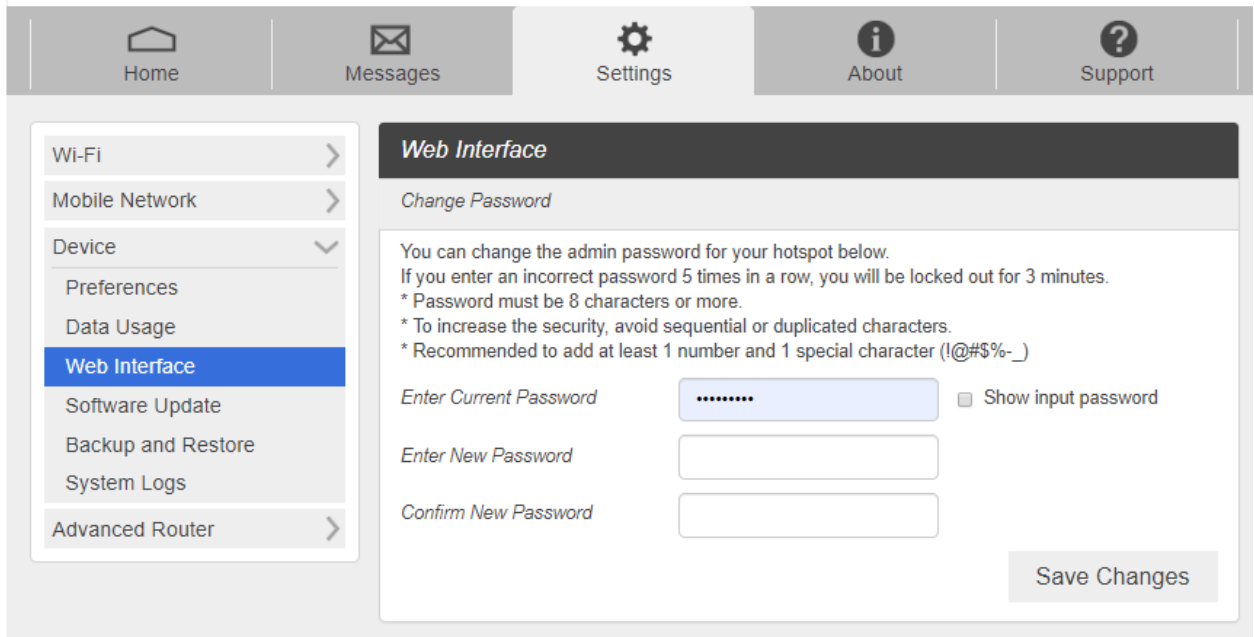 Home
Messages
Settings
About
Support
Wi-Fi
Mobile Network
Device
Preferences
Data Usage
Web Interface
Software Update
Backup and Restore
System Logs
Advanced Router
Web Interface
Change Password
You can change the admin password for your hotspot below.
If you enter an incorrect password 5 times in a row, you will be locked out for 3 minutes.
* Password must be 8 characters or more.
* To increase the security, avoid sequential or duplicated characters.
* Recommended to add at least 1 number and 1 special character (!@#$%-_)
Enter Current Password
•••••••••
Show input password
Enter New Password
Confirm New Password
Save Changes